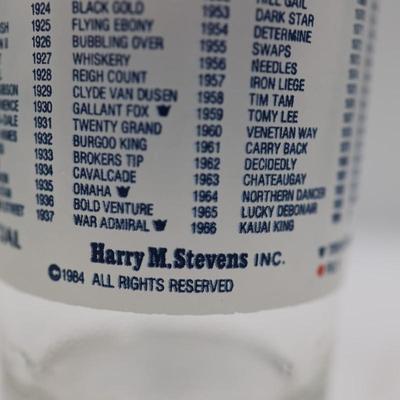 1924 BLACK GOLD
1925 FLYING EBONY
1926 BUBBLING OVER
1927 WHISKERY
1928 REIGH COUNT
1929 CLYDE VAN DUSEN
1930 GALLANT FOX
1931 TWENTY GRAND
1932 BURGOO KING
1933 BROKERS TIP
1934 CAVALCADE
1935 OMAHA
1936 BOLD VENTURE
1937 WAR ADMIRAL
HILL GAIL
1953 DARK STAR
1954 DETERMINE
1955 SWAPS
1956 NEEDLES
1957 IRON LIEGE
1958 TIM TAM
1959 TOMY LEE
1960 VENETIAN WAY
1961 CARRY BACK
1962 DECIDEDLY
1963 CHATEAUGAY
1964 NORTHERN DANCER
1965 LUCKY DEBONAIR
1966 KAUAI KING
Harry M. Stevens INC.
©1984 ALL RIGHTS RESERVED